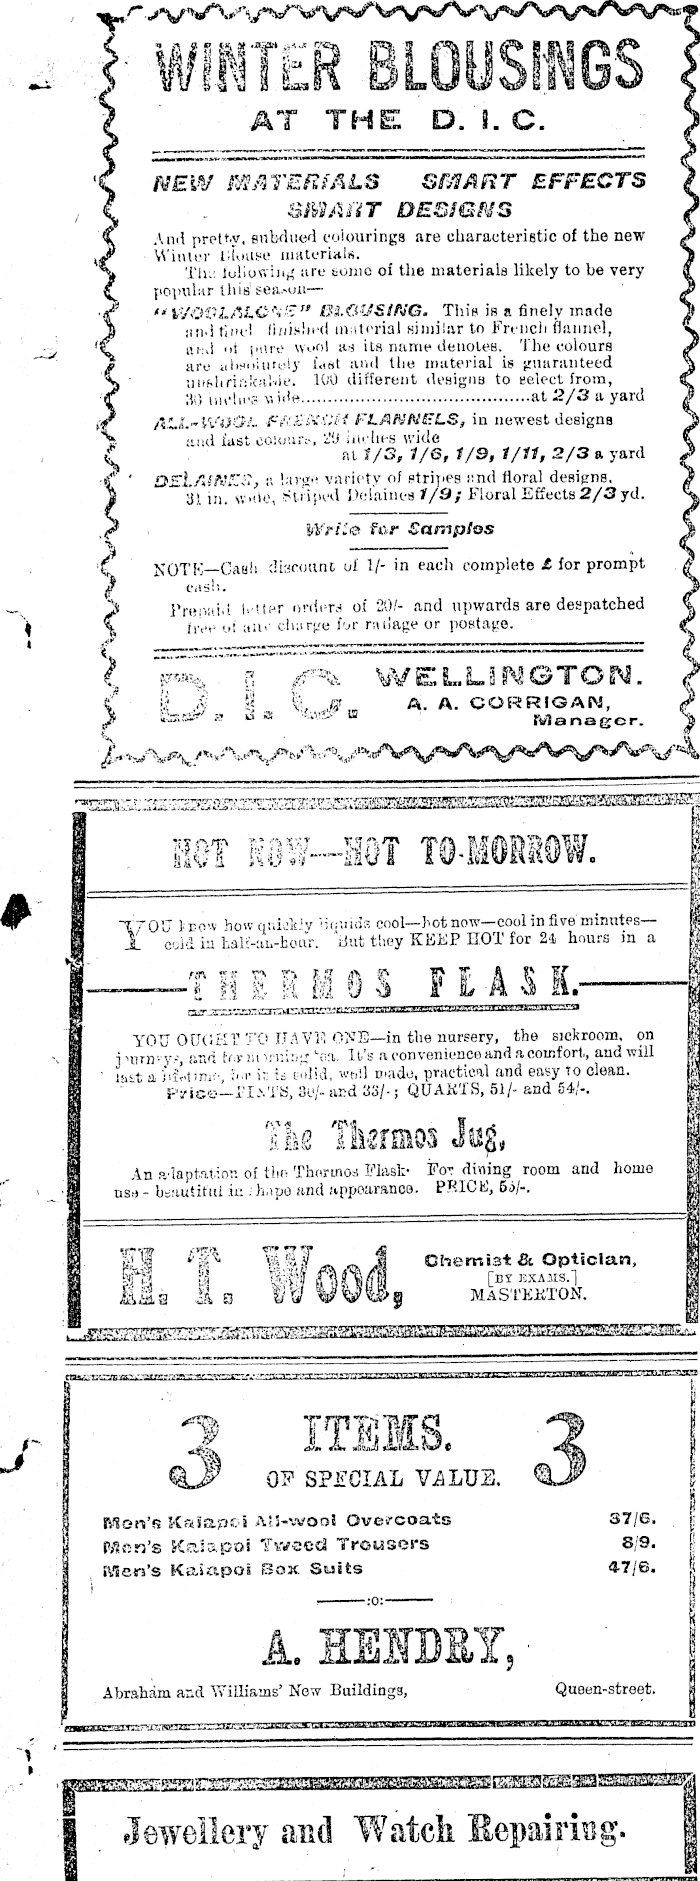 WINTER BLOUSINGS
AT THE D. I. C.
NEW MATERIALS SMART EFFECTS
SMART DESIGNS
And pretty, subdued colourings are characteristic of the new
Winter Blouse materials.
The following are some of the materials likely to be very
popular this season—
"WOOLALONE" BLOUSING. This is a finely made
and finely finished material similar to French flannel,
and of pure wool as its name denotes. The colours
are absolutely fast and the material is guaranteed
unshrinkable. 100 different designs to select from,
30 inches wide..........................................at 2/3 a yard
ALL-WOOL FRENCH FLANNELS, in newest designs
and fast colours, 29 inches wide
at 1/3, 1/6, 1/9, 1/11, 2/3 a yard
DELAINES, a large variety of stripes and floral designs.
31 in. wide, Striped Delaines 1/9; Floral Effects 2/3 yd.
Write for Samples
NOTE—Cash discount of 1/- in each complete £ for prompt
cash.
Prepaid letter orders of 20/- and upwards are despatched
free of any charge for railage or postage.
D.I.C. WELLINGTON.
A. A. CORRIGAN,
Manager.
HOT NOW—HOT TO-MORROW.
YOU know how quickly liquids cool—hot now—cool in five minutes—
cold in half-an-hour. But they KEEP HOT for 24 hours in a
THERMOS FLASK.
YOU OUGHT TO HAVE ONE—in the nursery, the sickroom, on
journeys, and for morning tea. It's a convenience and a comfort, and will
last a lifetime, for it is solid, well made, practical and easy to clean.
Price—PINTS, 30/- and 33/-; QUARTS, 51/- and 54/-.
The Thermos Jug,
An adaptation of the Thermos Flask. For dining room and home
use - beautiful in shape and appearance. PRICE,
H. T. Wood, Chemist & Optician,
[BY EXAMS.]
MASTERTON.
3 ITEMS. 3
OF SPECIAL VALUE.
Men's Kaiapoi All-wool Overcoats 37/6.
Men's Kaiapoi Tweed Trousers 8/9.
Men's Kaiapoi Box Suits 47/6.
:o:
A. HENDRY,
Abraham and Williams' New Buildings, Queen-street.
Jewellery and Watch Repairing.